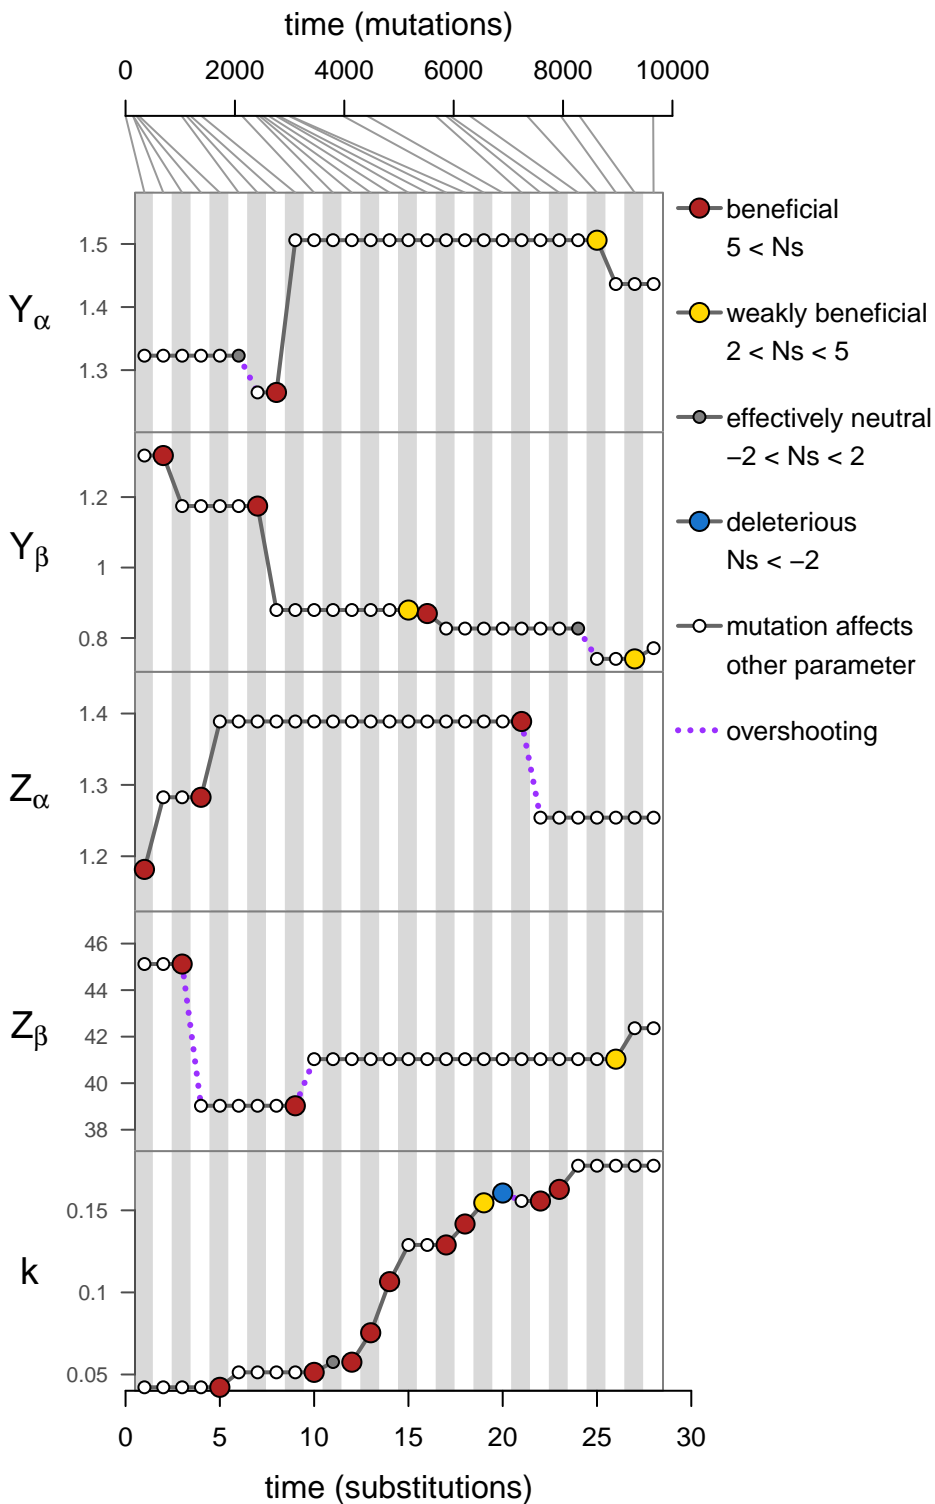 time (mutations)
0 2000 4000 6000 8000 10000
beneficial
5 < Ns
weakly beneficial
2 < Ns < 5
effectively neutral
−2 < Ns < 2
deleterious
Ns < −2
mutation affects
other parameter
overshooting
Yα
1.5
1.4
1.3
Yβ
1.2
1
0.8
Zα
1.4
1.3
1.2
Zβ
46
44
42
40
38
k
0.15
0.1
0.05
0 5 10 15 20 25 30
time (substitutions)